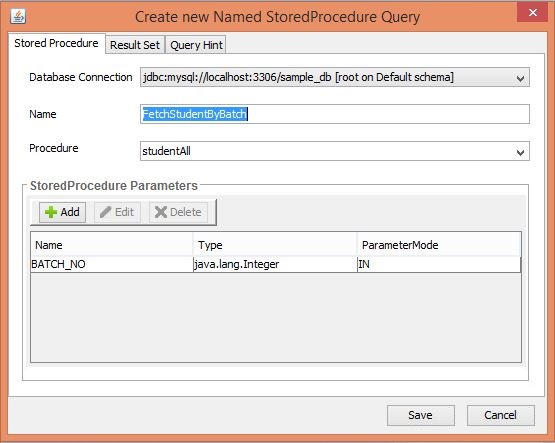 Create new Named StoredProcedure Query
Stored Procedure Result Set Query Hint
Database Connection jdbc:mysql://localhost:3306/sample_db [root on Default schema]
Name FetchStudentByBatch
Procedure studentAll
StoredProcedure Parameters
Add Edit Delete
Name Type ParameterMode
BATCH_NO java.lang.Integer IN
Save Cancel